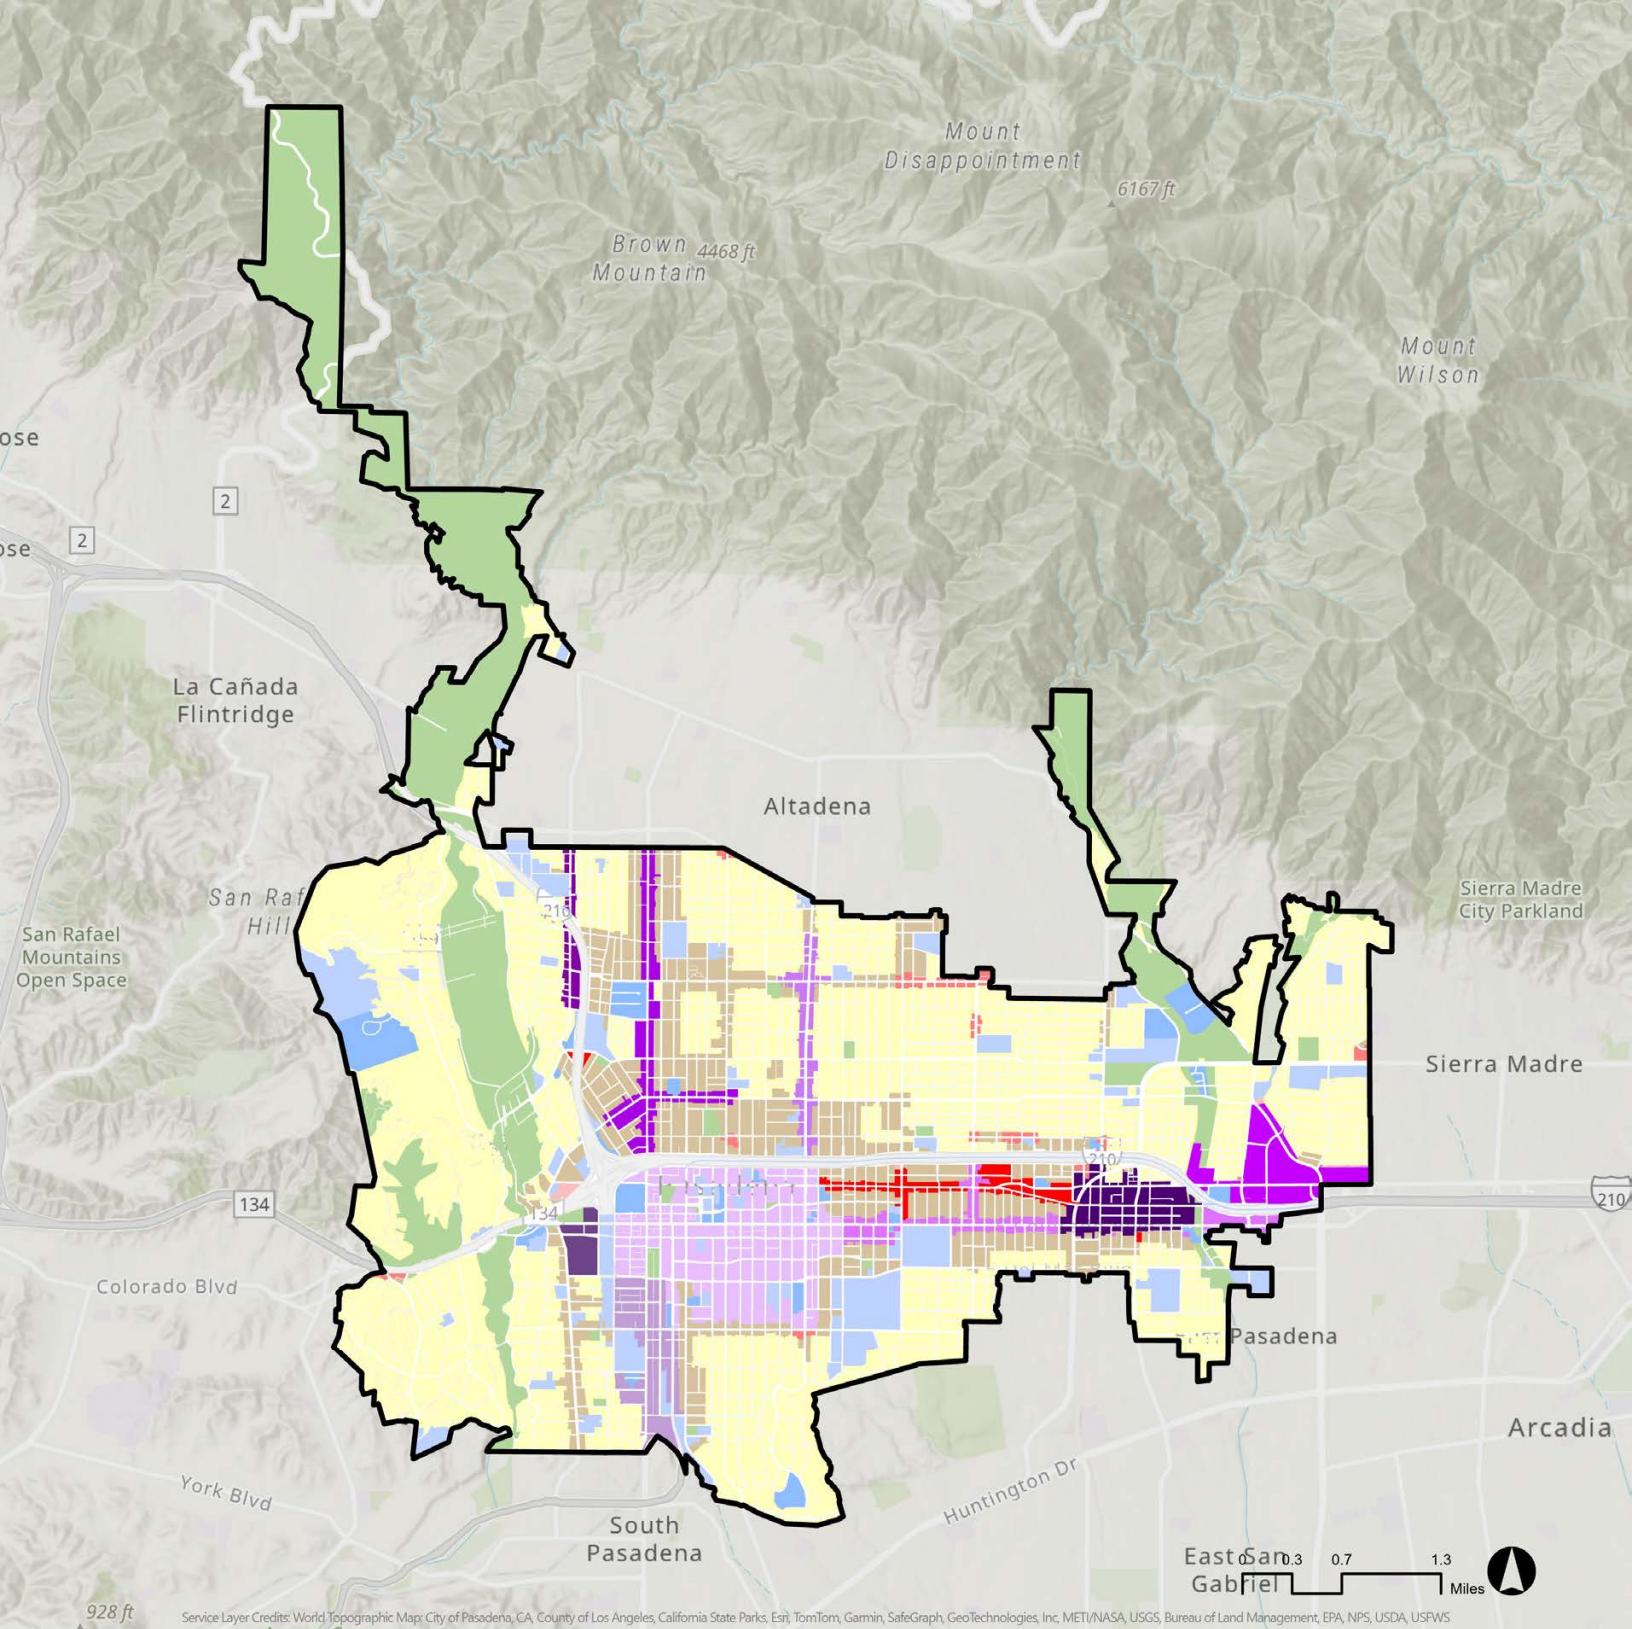 Mount
Disappointment
6167 ft
Brown
Mountain
4468 ft
Mount
Wilson
ose
2
2
ose
La Cañada
Flintridge
Altadena
San Raf
Hill
210
Sierra Madre
City Parkland
San Rafael
Mountains
Open Space
Sierra Madre
210
134
134
210
Colorado Blvd
Pasadena
Arcadia
York Blvd
Huntington Dr
South
Pasadena
East San
Gabriel
0 0.3 0.7 1.3
Miles
928 ft
Service Layer Credits: World Topographic Map: City of Pasadena, CA, County of Los Angeles, California State Parks, Esri, TomTom, Garmin, SafeGraph, GeoTechnologies, Inc, METI/NASA, USGS, Bureau of Land Management, EPA, NPS, USDA, USFWS